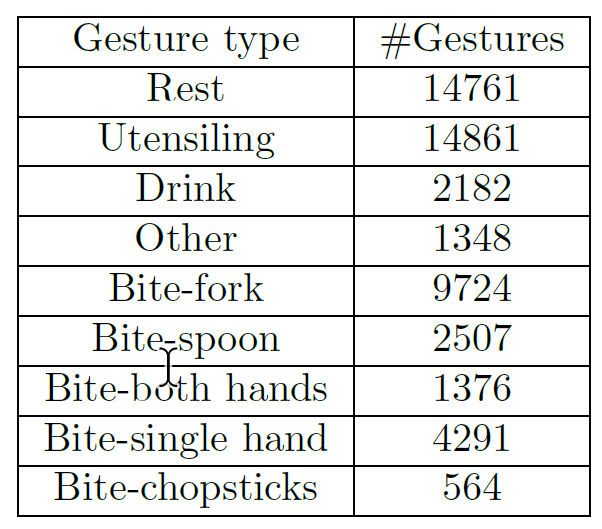 Gesture type #Gestures
Rest 14761
Utensiling 14861
Drink 2182
Other 1348
Bite-fork 9724
Bite-spoon 2507
Bite-both hands 1376
Bite-single hand 4291
Bite-chopsticks 564